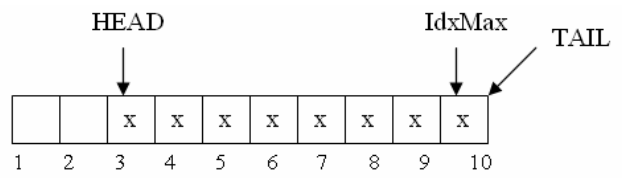 HEAD IdxMax
TAIL
x x x x x x x x
1 2 3 4 5 6 7 8 9 10